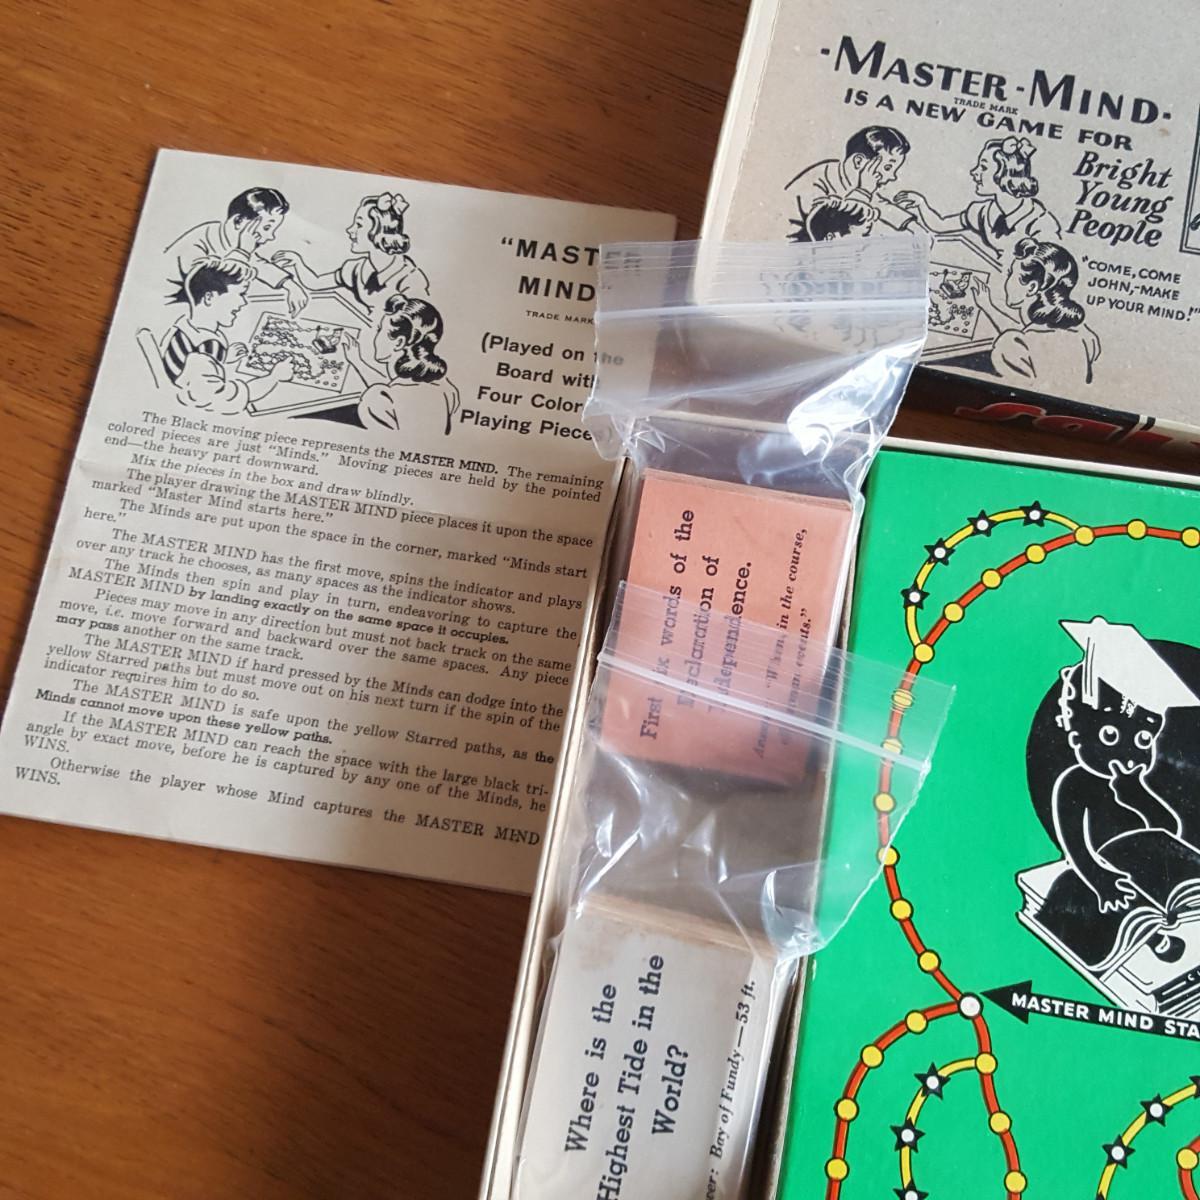 "MAST
MIND
TRADE MARK
(Played on the
Board with
Four Color
Playing Pieces)
The Black moving piece represents the MASTER MIND. The remaining
colored pieces are just "Minds." Moving pieces are held by the pointed
end—the heavy part downward.
Mix the pieces in the box and draw blindly.
The player drawing the MASTER MIND piece places it upon the space
marked "Master Mind starts here."
The Minds are put upon the space in the corner, marked "Minds start
here."
The MASTER MIND has the first move, spins the indicator and plays
over any track he chooses, as many spaces as the indicator shows.
The Minds then spin and play in turn, endeavoring to capture the
MASTER MIND by landing exactly on the same space it occupies.
Pieces may move in any direction but must not back track on the same
move, i.e. move forward and backward over the same spaces. Any piece
may pass another on the same track.
The MASTER MIND if hard pressed by the Minds can dodge into the
yellow Starred paths but must move out on his next turn if the spin of the
indicator requires him to do so.
The MASTER MIND is safe upon the yellow Starred paths, as the
Minds cannot move upon these yellow paths.
If the MASTER MIND can reach the space with the large black tri-
angle by exact move, before he is captured by any one of the Minds, he
WINS.
Otherwise the player whose Mind captures the MASTER MIND
WINS.
·MASTER·MIND·
TRADE MARK
IS A NEW GAME FOR
Bright
Young
People
"COME, COME
JOHN,-MAKE
UP YOUR MIND!"
First six words of the
Declaration of
Independence.
"When, in the course,
of human events."
Where is the
Highest Tide in the
World?
Bay of Fundy—53 ft.
MASTER MIND STA